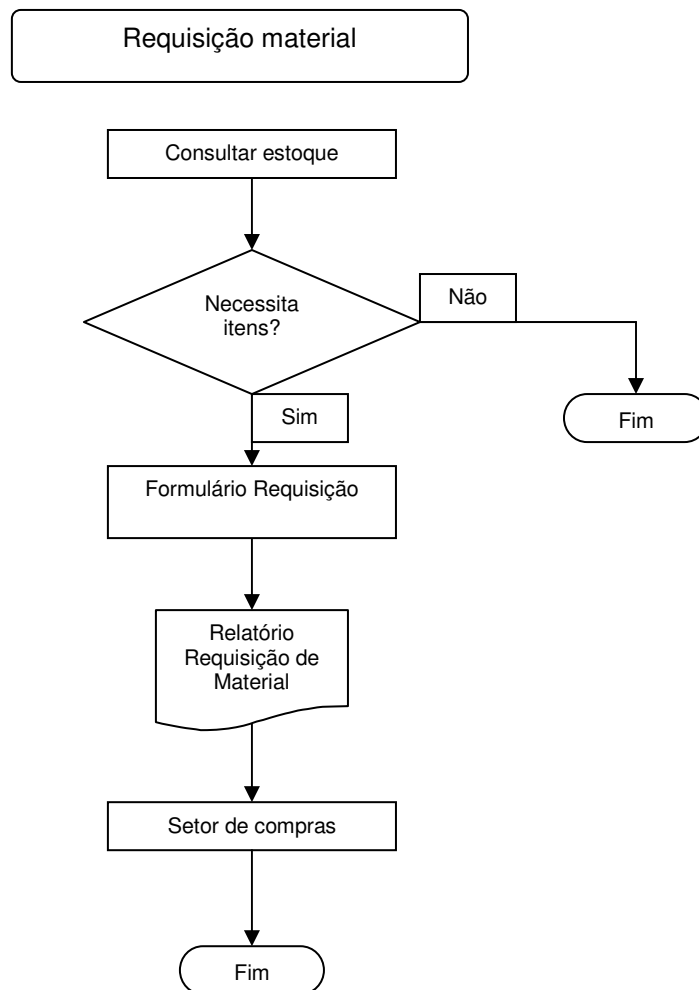 Requisição material
Consultar estoque
Necessita
itens?
Não
Fim
Sim
Formulário Requisição
Relatório
Requisição de
Material
Setor de compras
Fim